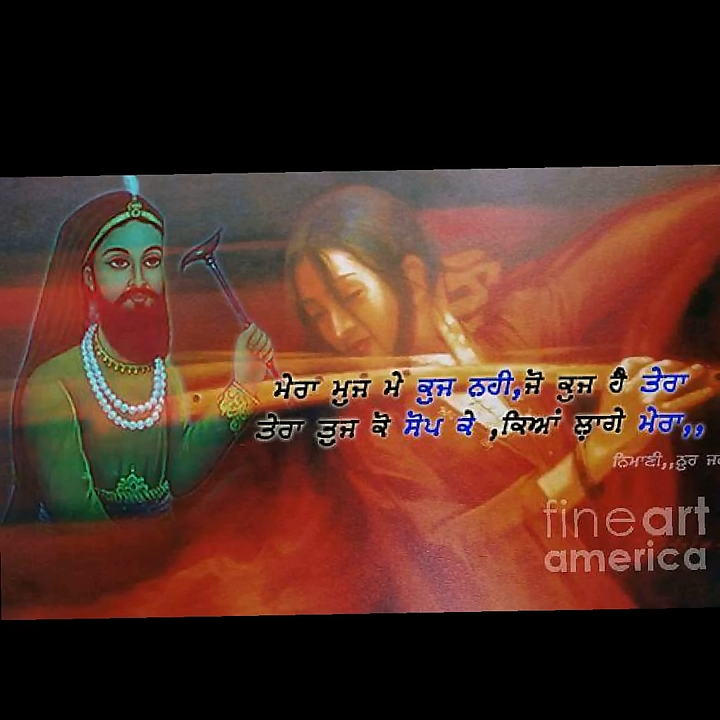 ਮੇਰਾ ਮੁਜ ਮੇਂ ਕੁਜ ਨਹੀ,ਜੋ ਕੁਜ ਹੈ ਤੇਰਾ
ਤੇਰਾ ਤੁਜ ਕੋ ਸੋਪ ਕੇ ,ਕਿਆਂ ਲਾਗੇ ਮੇਰਾ,,
ਨਿਮਾਣੀ,,ਨੁਰ
fineart
america